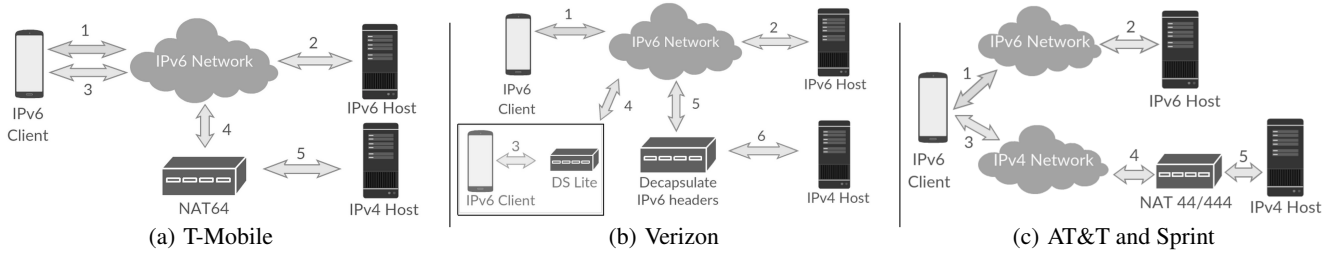 1
3
IPv6
Client
IPv6 Network
2
IPv6 Host
4
NAT64
5
IPv4 Host
(a) T-Mobile
1
IPv6
Client
IPv6 Network
2
IPv6 Host
3
IPv6 Client
DS Lite
4
5
Decapsulate
IPv6 headers
6
IPv4 Host
(b) Verizon
IPv6
Client
1
IPv6 Network
2
IPv6 Host
3
IPv4 Network
4
NAT 44/444
5
IPv4 Host
(c) AT&T and Sprint